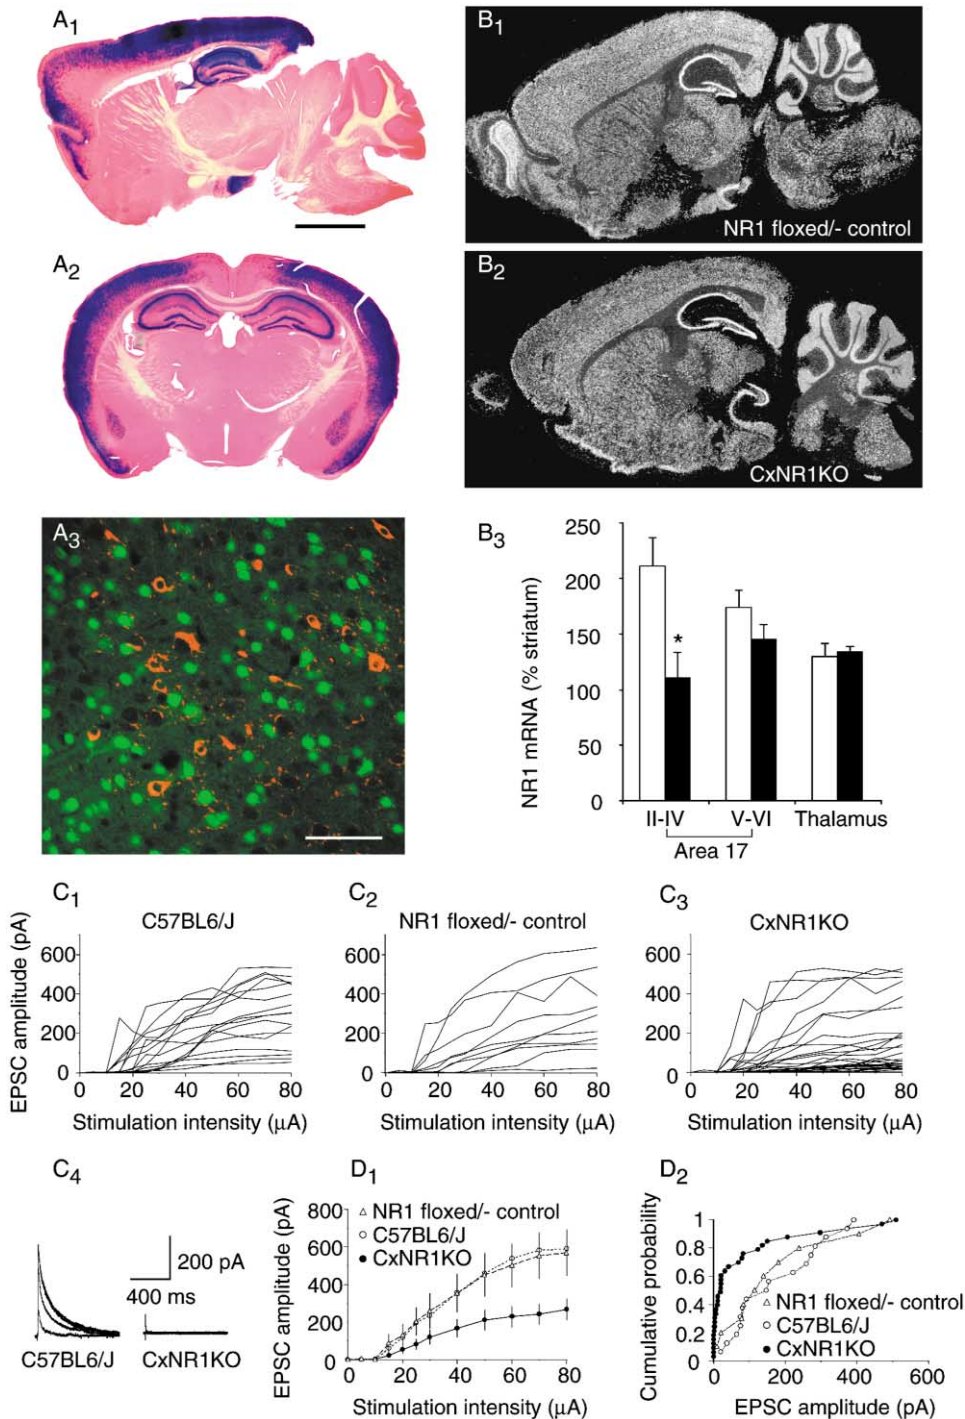 A1
B1
NR1 floxed/- control
A2
B2
CxNR1KO
A3
B3
NR1 mRNA (% striatum)
250
200
150
100
50
0
II-IV V-VI Thalamus
Area 17
C1
C57BL6/J
C2
NR1 floxed/- control
C3
CxNR1KO
EPSC amplitude (pA)
600
400
200
0
0 20 40 60 80
Stimulation intensity (µA)
600
400
200
0
0 20 40 60 80
Stimulation intensity (µA)
600
400
200
0
0 20 40 60 80
Stimulation intensity (µA)
C4
200 pA
400 ms
C57BL6/J CxNR1KO
D1
EPSC amplitude (pA)
800
600
400
200
0
NR1 floxed/- control
C57BL6/J
CxNR1KO
0 20 40 60 80
Stimulation intensity (µA)
D2
Cumulative probability
1
0.8
0.6
0.4
0.2
0
NR1 floxed/- control
C57BL6/J
CxNR1KO
0 200 400 600
EPSC amplitude (pA)